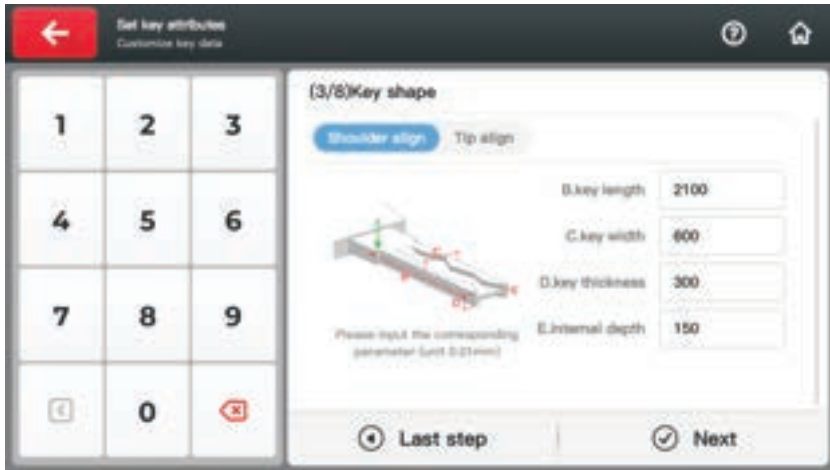 Set key attributes
Customize key data
1 2 3
4 5 6
7 8 9
0
(3/8)Key shape
Shoulder align Tip align
B.key length 2100
C.key width 600
D.key thickness 300
E.internal depth 150
Please input the corresponding
parameter (unit 0.01mm)
Last step
Next